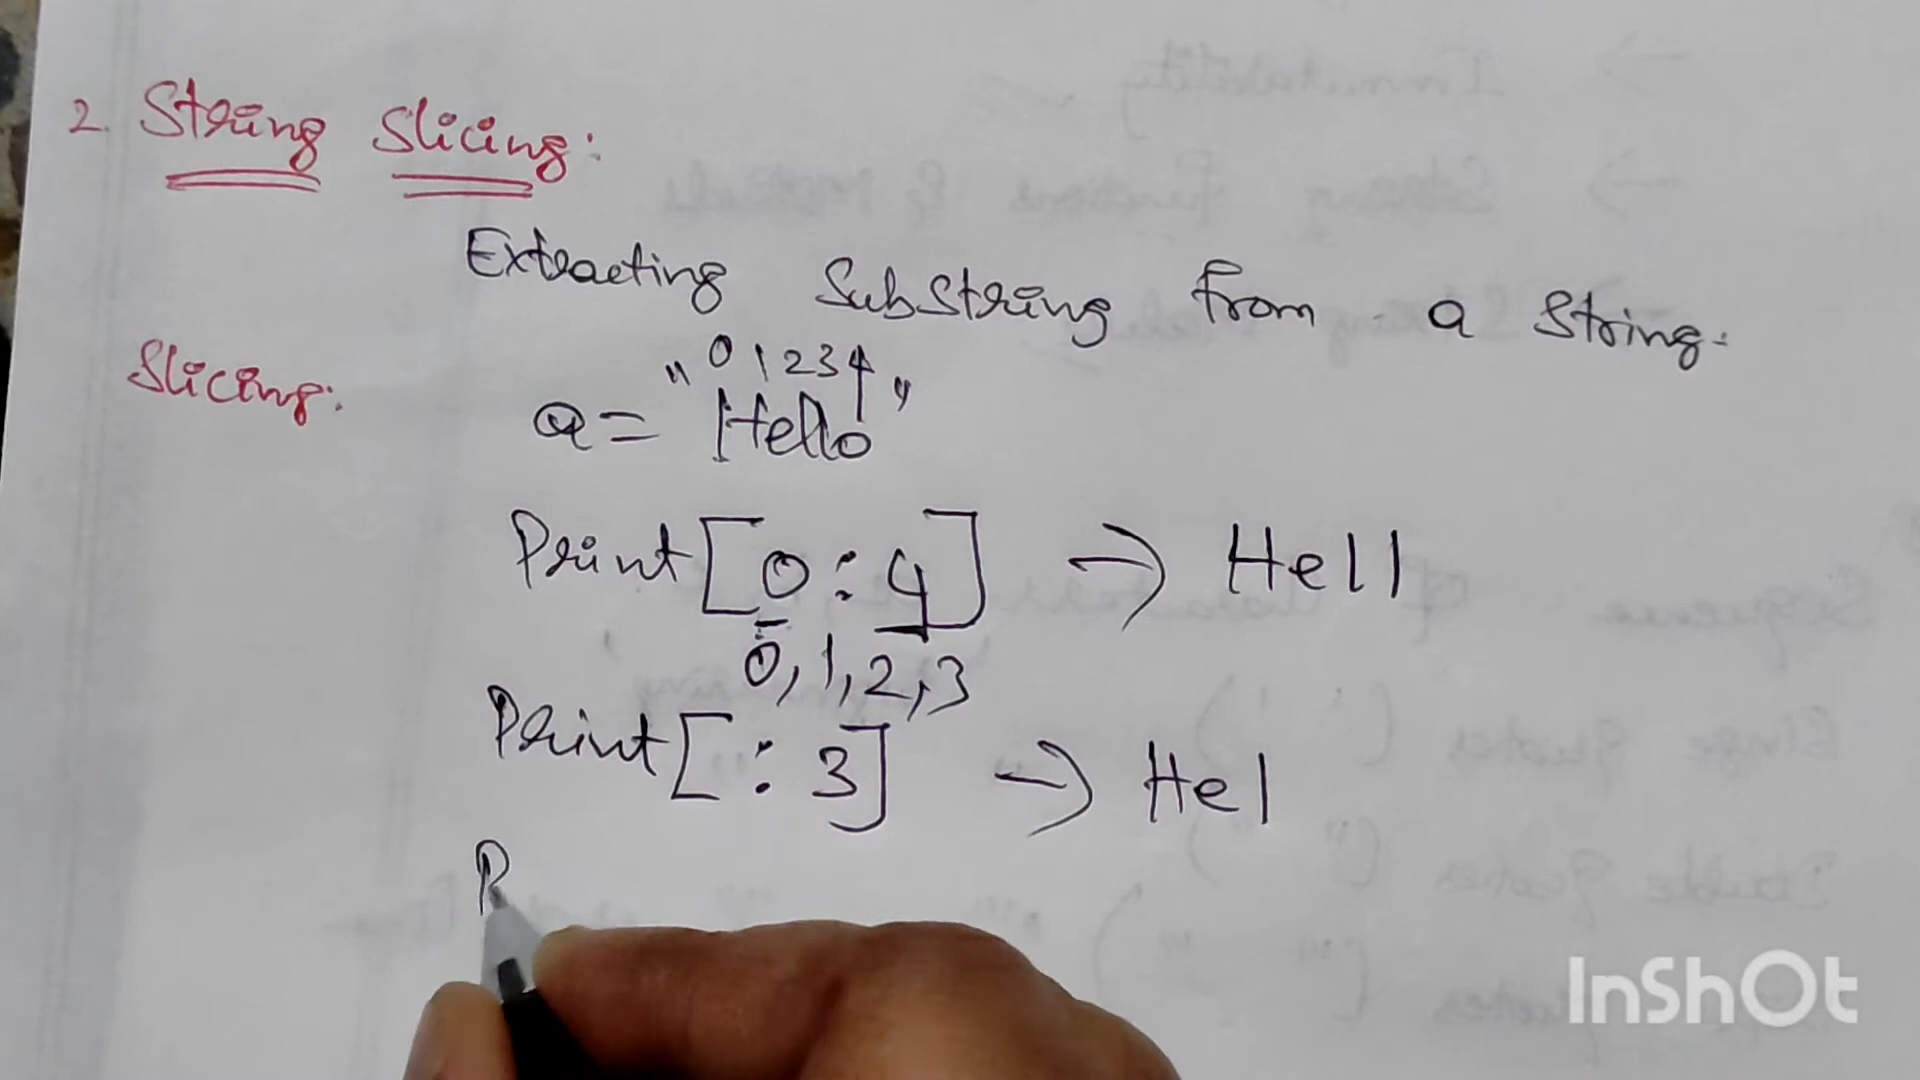 2. String Slicing:
Extracting SubString from a String.
Slicing:
0 1 2 3 4
a = "Hello"
Print[0:4] → Hell
0,1,2,3
Print[:3] → Hel
P
InShOt